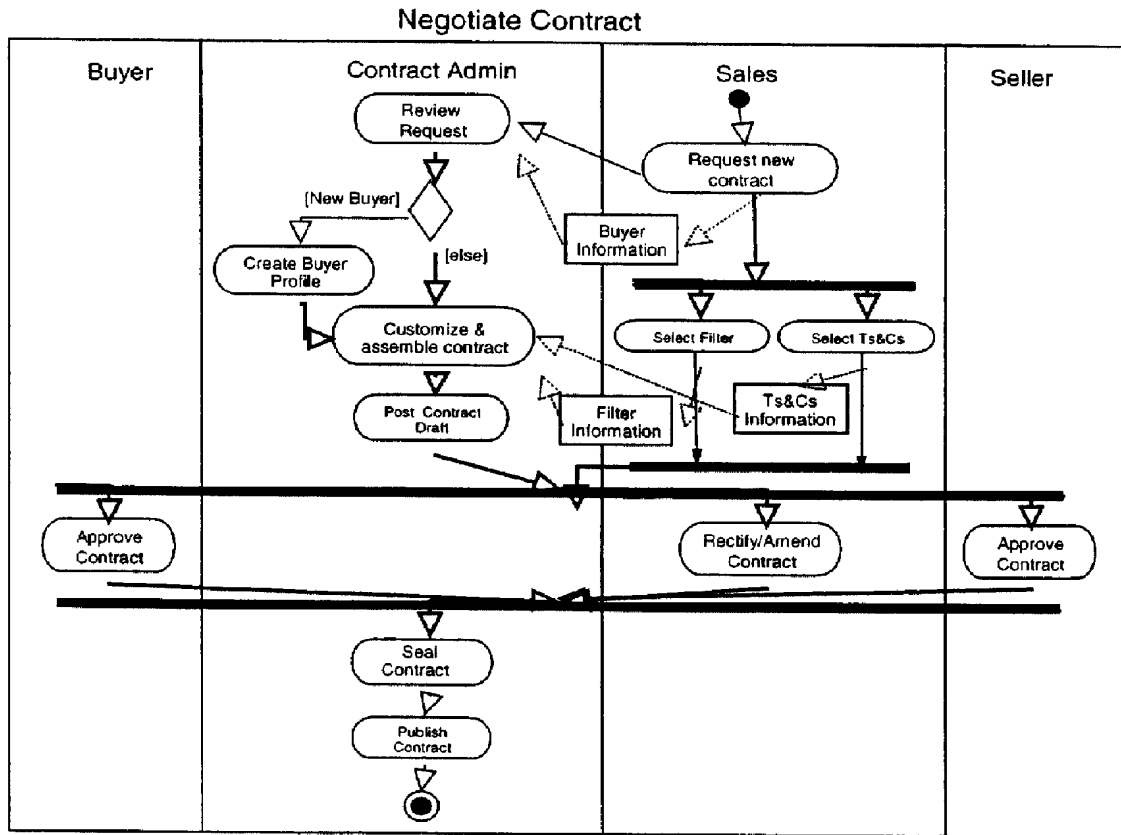 Negotiate Contract
Buyer
Contract Admin
Sales
Seller
Review
Request
Request new
contract
[New Buyer]
Buyer
Information
Create Buyer
Profile
[else]
Customize &
assemble contract
Select Filter
Select Ts&Cs
Post Contract
Draft
Filter
Information
Ts&Cs
Information
Approve
Contract
Rectify/Amend
Contract
Approve
Contract
Seal
Contract
Publish
Contract